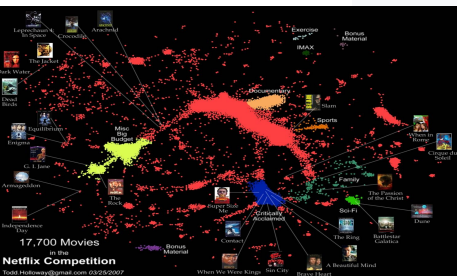 Leprechaun 4:
In Space
Crocodile
Arachnid
Exercise
Bonus
Material
IMAX
The Jacket
Dark Water
Documentary
Slam
Dead
Birds
Sports
Equilibrium
Misc
Big
Budget
Enigma
When in
Rome
Cirque du
Soleil
G. I. Jane
Family
Armageddon
The
Rock
The Passion
of the Christ
Super Size
Me
Critically
Acclaimed
Sci-Fi
Dune
Independence
Day
Contact
The Ring
Battlestar
Galatica
17,700 Movies
in the
Netflix Competition
Bonus
Material
A Beautiful Mind
When We Were Kings
Sin City
Brave Heart
Todd.Holloway@gmail.com 03/25/2007